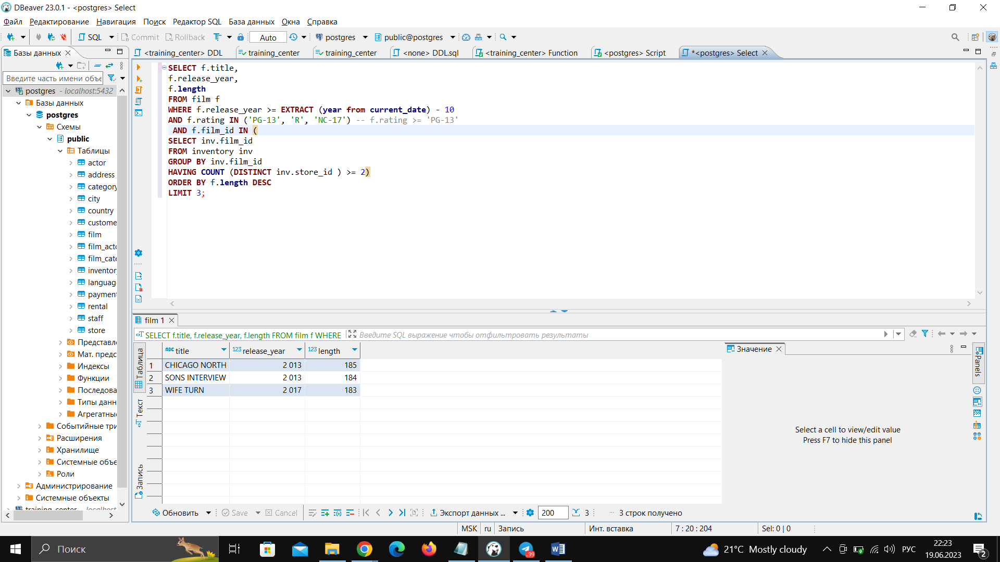 DBeaver 23.0.1 - <postgres> Select
Файл Редактирование Навигация Поиск Редактор SQL База данных Окна Справка
SQL Commit Rollback Auto postgres public@postgres
Базы данных
<training_center> DDL training_center training_center <none> DDL.sql <training_center> Function <postgres> Script *<postgres> Select
Введите часть имени объе
postgres - localhost:5432
Базы данных
postgres
Схемы
public
Таблицы
actor
address
category
city
country
custome
film
film_acto
film_cate
inventor
languag
paymen
rental
staff
store
Представл
Мат. предс
Индексы
Функции
Последова
Типы данн
Агрегатны
Событийные три
Расширения
Хранилище
Системные объе
Роли
Администрирование
Системные объекты
training_center - localhost
SELECT f.title,
f.release_year,
f.length
FROM film f
WHERE f.release_year >= EXTRACT (year from current_date) - 10
AND f.rating IN ('PG-13', 'R', 'NC-17') -- f.rating >= 'PG-13'
AND f.film_id IN (
SELECT inv.film_id
FROM inventory inv
GROUP BY inv.film_id
HAVING COUNT (DISTINCT inv.store_id ) >= 2)
ORDER BY f.length DESC
LIMIT 3;
film 1
SELECT f.title, f.release_year, f.length FROM film f WHERE Введите SQL выражение чтобы отфильтровать результаты
Таблица
Текст
Запись
ABC title 123 release_year 123 length
1 CHICAGO NORTH 2 013 185
2 SONS INTERVIEW 2 013 184
3 WIFE TURN 2 017 183
Значение
Select a cell to view/edit value
Press F7 to hide this panel
Panels
Обновить Save Cancel Экспорт данных ... 200 3 ... 3 строк получено
MSK ru Запись Инт. вставка 7 : 20 : 204 Sel: 0 | 0
Поиск ..99 21°C Mostly cloudy РУС 22:23
19.06.2023 2